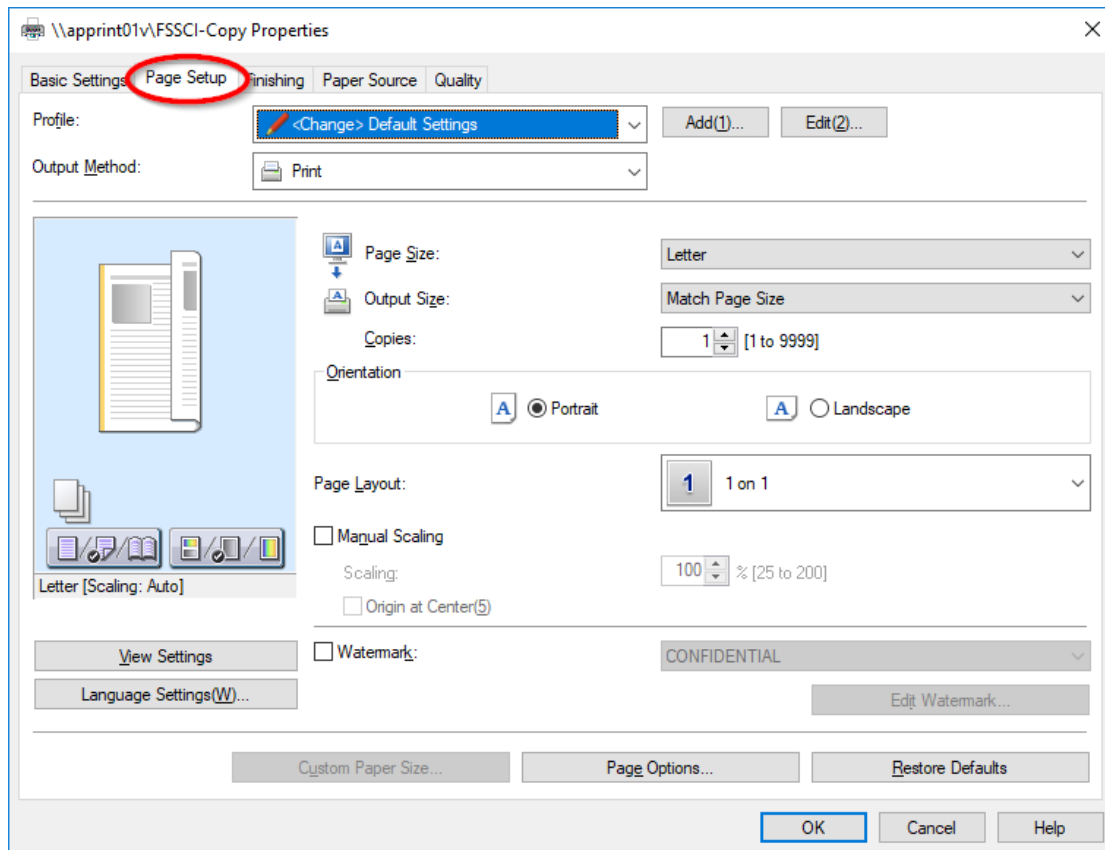 \\apprint01v\FSSCI-Copy Properties
Basic Settings Page Setup Finishing Paper Source Quality
Profile: <Change> Default Settings Add(1)... Edit(2)...
Output Method: Print
Page Size: Letter
Output Size: Match Page Size
Copies: 1 [1 to 9999]
Orientation
A Portrait A Landscape
Page Layout: 1 1 on 1
Manual Scaling
Scaling: 100 % [25 to 200]
Letter [Scaling: Auto]
Origin at Center(5)
View Settings
Watermark: CONFIDENTIAL
Language Settings(W)...
Edit Watermark...
Custom Paper Size... Page Options... Restore Defaults
OK Cancel Help